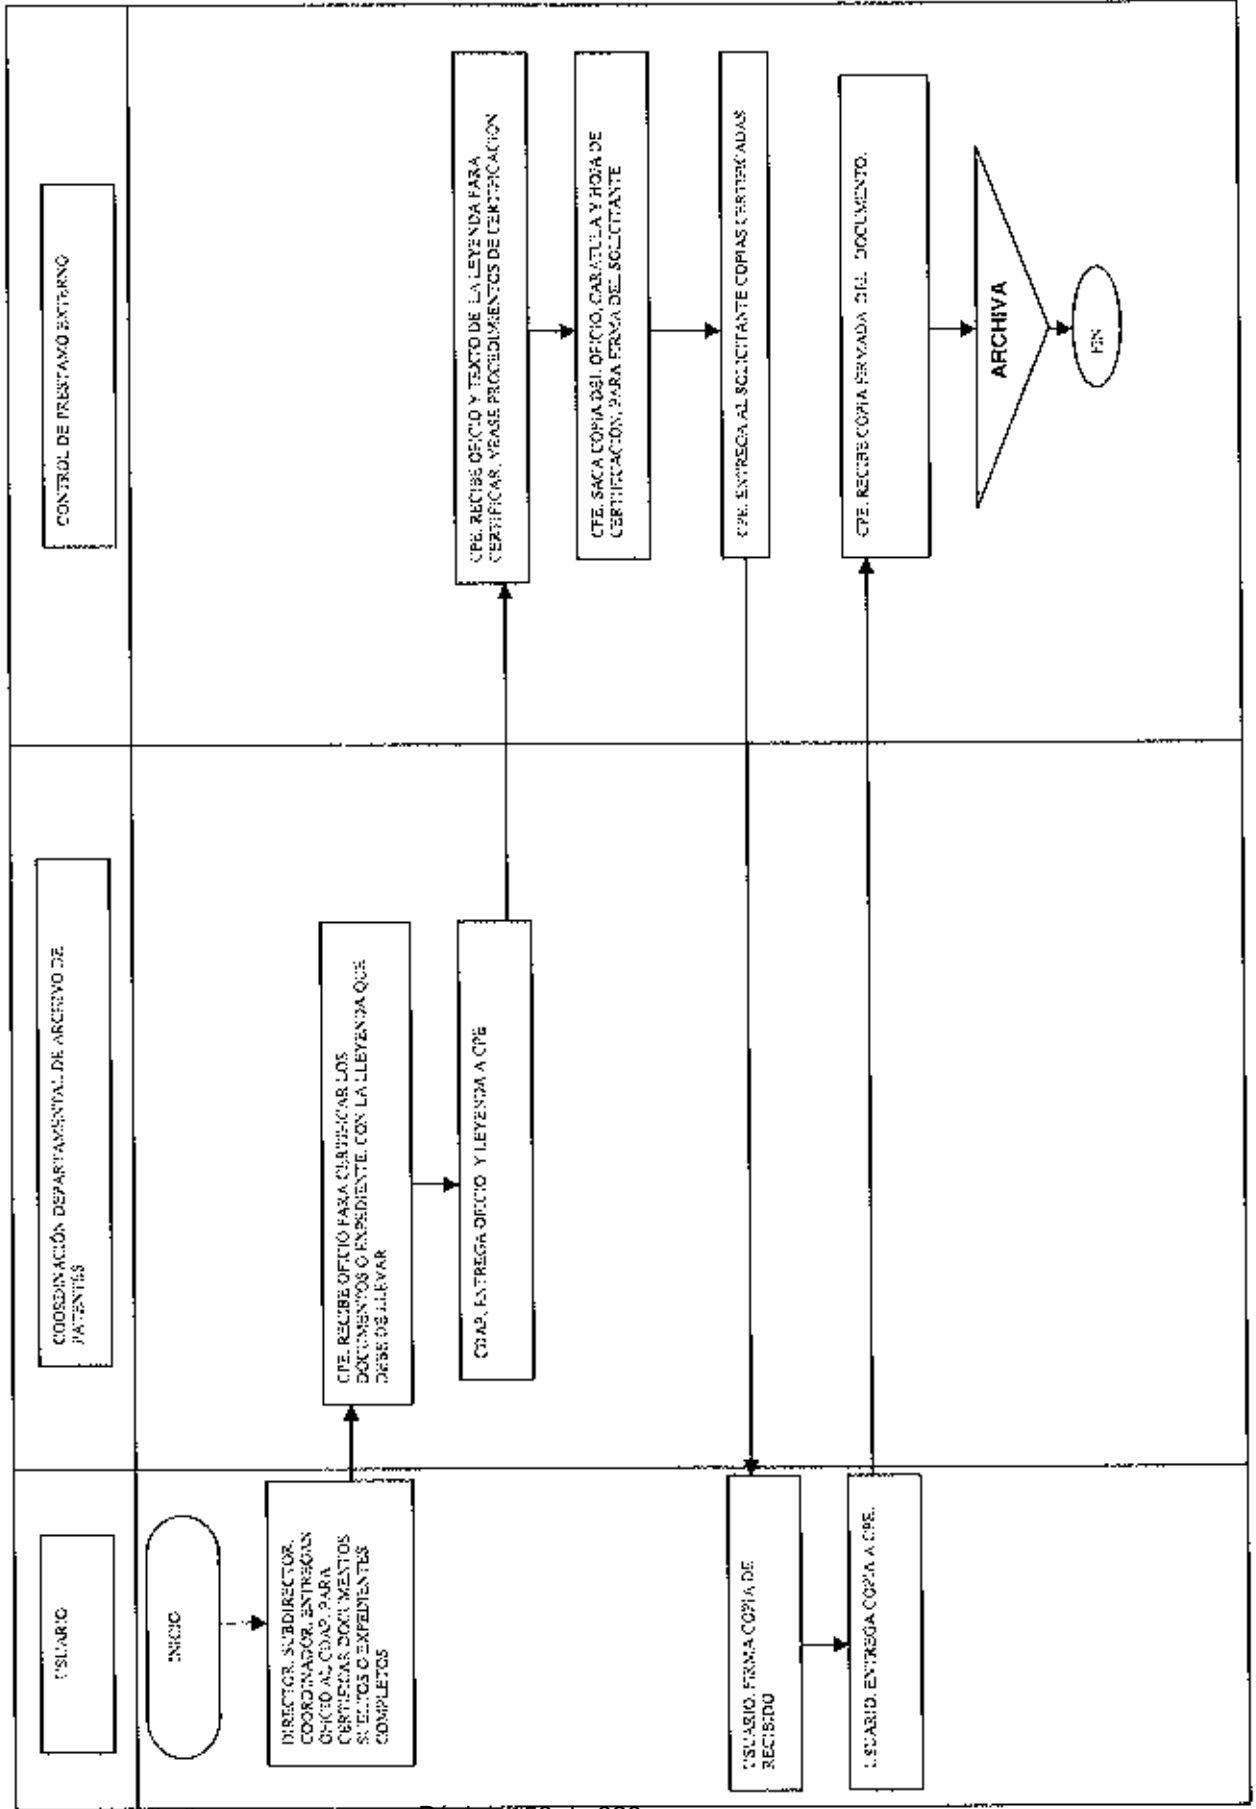 USUARIO
COORDINACIÓN DEPARTAMENTAL DE ARCHIVO DE
PATENTES
CONTROL DE PRESTAMO EXTERNO
INICIO
DIRECTOR, SUBDIRECTOR,
COORDINADOR, ENTREGAN
OFICIO AL CDAP, PARA
CERTIFICAR DOCUMENTOS
SUELTOS O EXPEDIENTES
COMPLETOS
CPE, RECIBE OFICIO PARA CERTIFICAR LOS
DOCUMENTOS O EXPEDIENTE, CON LA LLEYENDA QUE
DEBE DE LLEVAR
CDAP, ENTREGA OFICIO Y LEYENDA A CPE
CPE, RECIBE OFICIO Y TEXTO DE LA LEYENDA PARA
CERTIFICAR, VEASE PROCEDIMIENTOS DE CERTIFICACION
CPE, SACA COPIA DEL OFICIO, CARATULA Y HOJA DE
CERTIFICACION, PARA FIRMA DEL SOLICITANTE
CPE, ENTREGA AL SOLICITANTE COPIAS CERTIFICADAS
USUARIO, FIRMA COPIA DE
RECIBIDO
USUARIO, ENTREGA COPIA A CPE.
CPE, RECIBE COPIA FIRMADA DEL DOCUMENTO.
ARCHIVA
FIN